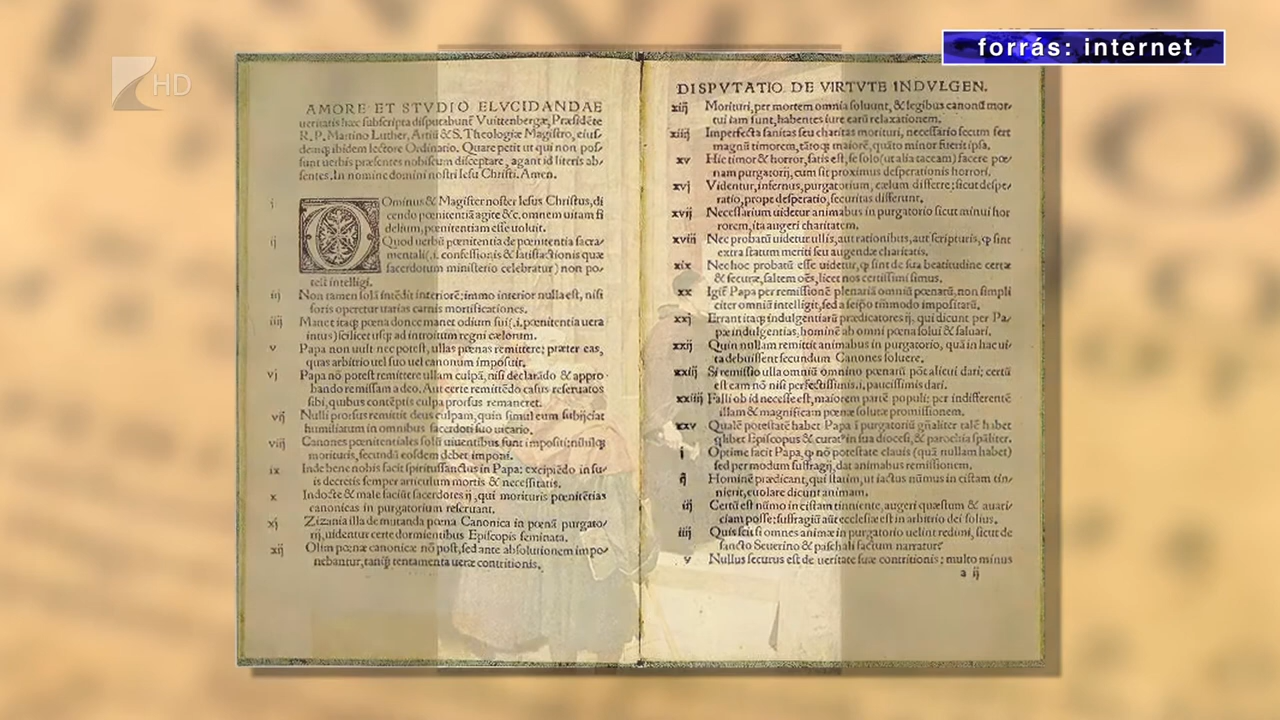 forrás: internet
HD
AMORE ET STVDIO ELVCIDANDAE
ueritatis hæc subscripta disputabunt Vuittenbergæ, Præsidẽte
R. P. Martino Luther, Artiũ & S. Theologiæ Magistro, eius-
demq; ibidem lectore Ordinario. Quare petit ut qui non pos-
sunt uerbis præsentes nobiscum disceptare, agant id literis ab-
sentes. In nomine domini nostri Iesu Christi. Amen.
i DOminus & Magister noster Iesus Christus, di
cendo pœnitentiã agite &c. omnem uitam fi
delium, pœnitentiam esse uoluit.
ij Quod uerbũ pœnitentia de pœnitentia sacra-
mentali (.i. confessionis & satisfactionis quæ
sacerdotum ministerio celebratur) non po-
test intelligi.
iij Non tamen solã intẽdit interiorẽ: immo interior nulla est, nisi
foris operetur uarias carnis mortificationes.
iiij Manet itaq; pœna donec manet odium sui (.i. pœnitentia uera
intus) scilicet usq; ad introitum regni cælorum.
v Papa non uult nec potest, ullas pœnas remittere: præter eas,
quas arbitrio uel suo uel canonum imposuit.
vj Papa nõ potest remittere ullam culpã, nisi declarãdo & appro-
bando remissam a deo. Aut certe remittẽdo casus reseruatos
sibi, quibus contẽptis culpa prorsus remaneret.
vij Nulli prorsus remittit deus culpam, quin simul eum subijciat
humiliatum in omnibus sacerdoti suo uicario.
viij Canones pœnitentiales solũ uiuentibus sunt impositi: nihilq;
morituris, secundũ eosdem debet imponi.
ix Inde bene nobis facit spiritussanctus in Papa: excipiẽdo in su-
is decretis semper articulum mortis & necessitatis.
x Indocte & male faciũt sacerdotes ij, qui morituris pœnitẽtias
canonicas in purgatorium reseruant.
xj Zizania illa de mutanda pœna Canonica in pœnã purgato-
rij, uidentur certe dormientibus Episcopis seminata.
xij Olim pœnæ canonicæ nõ post, sed ante absolutionem impo-
nebantur, tanq̃ tentamenta ueræ contritionis.
DISPVTATIO DE VIRTVTE INDVLGEN.
xiij Morituri, per mortem omnia soluunt, & legibus canonũ mor-
tui iam sunt, habentes iure earũ relaxationem.
xiiij Imperfecta sanitas seu charitas morituri, necessario secum fert
magnũ timorem, tãtoq; maiorẽ, quãto minor fuerit ipsa.
xv Hic timor & horror, satis est, se solo (ut alia taceam) facere pœ-
nam purgatorij, cum sit proximus desperationis horrori.
xvj Videntur, infernus, purgatorium, cælum differre: sicut despe-
ratio, prope desperatio, securitas differunt.
xvij Necessarium uidetur animabus in purgatorio sicut minui hor
rorem, ita augeri charitatem.
xviij Nec probatũ uidetur ullis, aut rationibus, aut scripturis, q̃ sint
extra statum meriti seu augendæ charitatis.
xix Nec hoc probatũ esse uidetur, q̃ sint de sua beatitudine certæ
& securæ, saltem oẽs, licet nos certissimi simus.
xx Igit̃ Papa per remissionẽ plenariã omniũ pœnarũ, non simpli
citer omniũ intelligit, sed a seipo tm̃modo impositarũ.
xxj Errant itaq; indulgentiarũ prædicatores ij, qui dicunt per Pa-
pæ indulgentias, hominẽ ab omni pœna solui & saluari.
xxij Quin nullam remittit animabus in purgatorio, quã in hac ui-
ta debuissent secundum Canones soluere.
xxiij Si remissio ulla omniũ omnino pœnarũ põt alicui dari: certũ
est eam nõ nisi perfectissimis .i. paucissimis dari.
xxiiij Falli ob id necesse est, maiorem partẽ populi: per indifferentẽ
illam & magnificam pœnæ solutæ promissionem.
xxv Qualẽ potestatẽ habet Papa ĩ purgatoriũ gñaliter talẽ habet
q̃libet Episcopus & curat⁹ in sua diocesi, & parochia sp̃aliter.
j Optime facit Papa, q̃ nõ potestate clauis (quã nullam habet)
sed per modum suffragij, dat animabus remissionem.
ij Hominẽ prædicant, qui statim, ut iactus nũmus in cistam tin-
nierit, euolare dicunt animam.
iij Certũ est nũmo in cistam tinniente, augeri quæstum & auari-
ciam posse: suffragiũ aũt ecclesiæ est in arbitrio dei solius.
iiij Quis scit si omnes animæ in purgatorio uelint redimi, sicut de
sancto Seuerino & paschali factum narratur̃
v Nullus securus est de ueritate suæ contritionis: multo minus
a ij